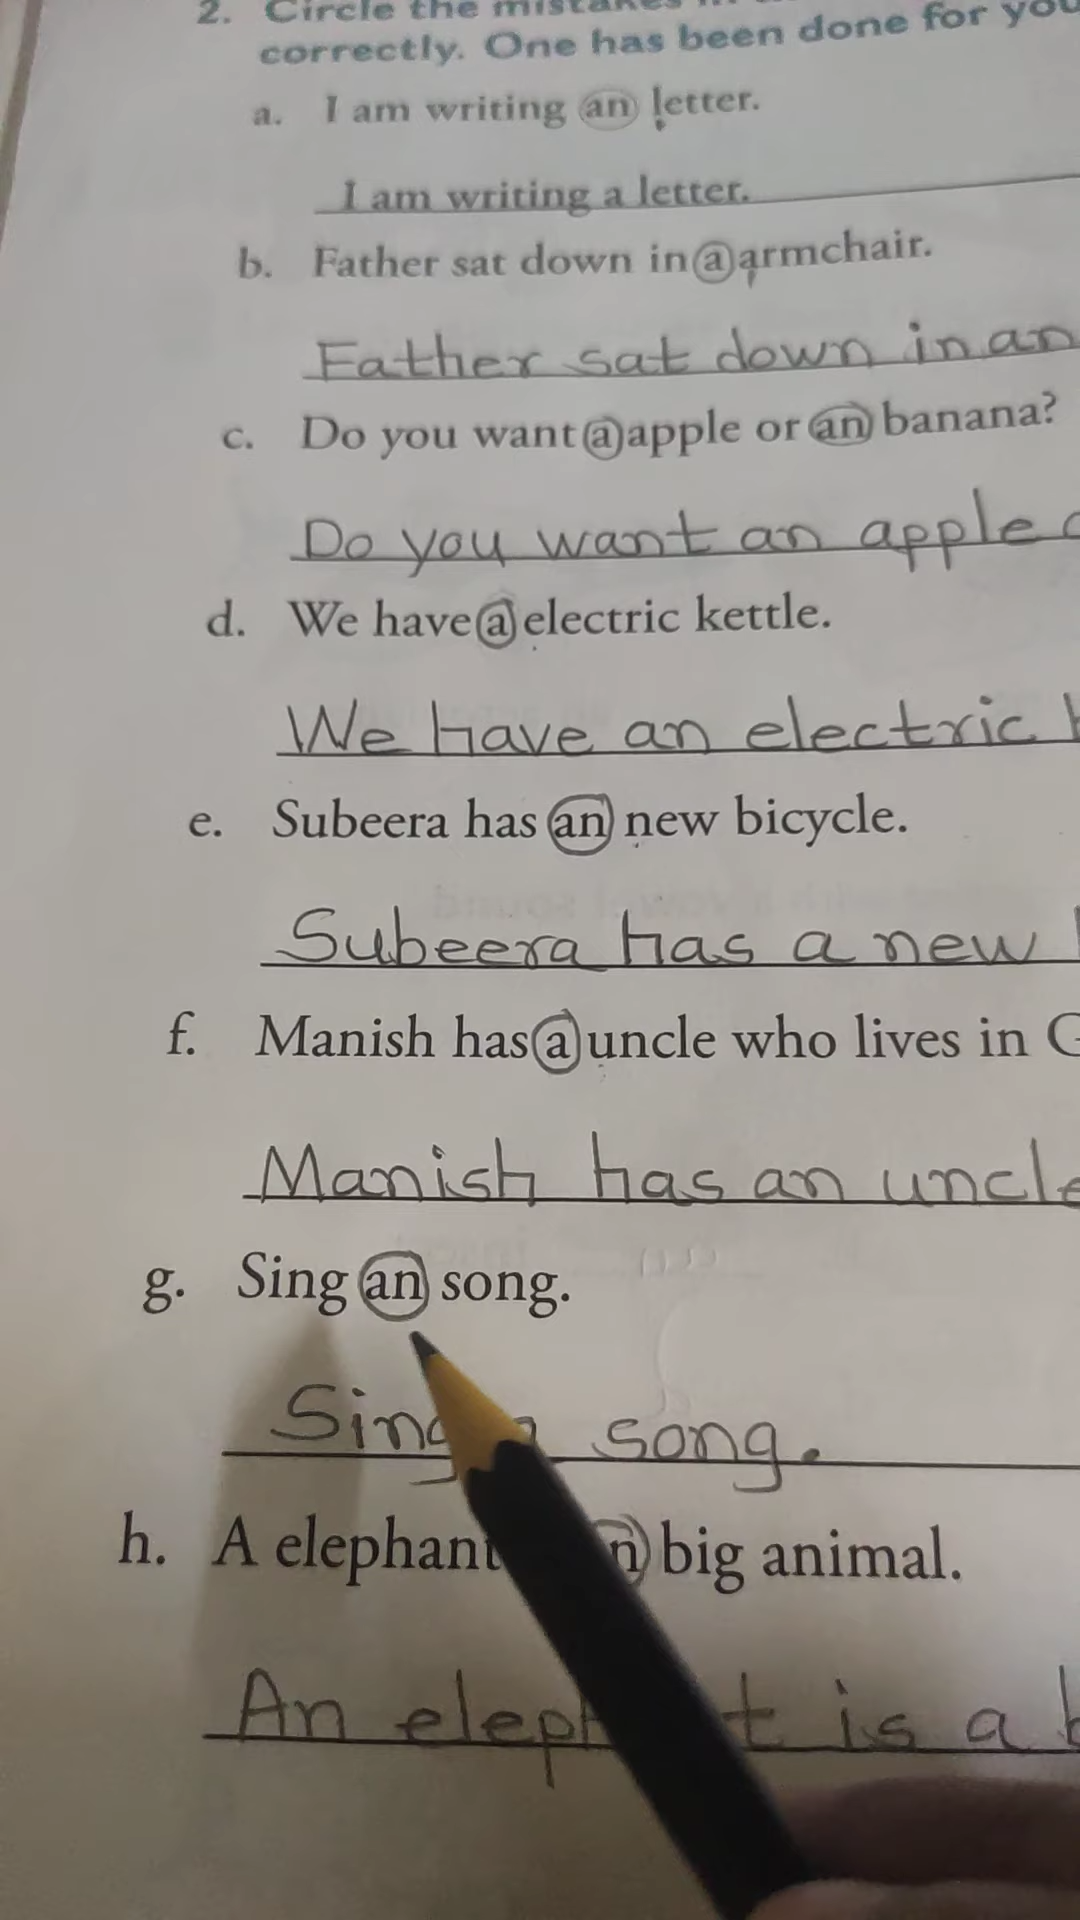 2. Circle the mistakes in
correctly. One has been done for you
a. I am writing an letter.
I am writing a letter.
b. Father sat down in a armchair.
Father sat down in an
c. Do you want a apple or an banana?
Do you want an apple
d. We have a electric kettle.
We have an electric
e. Subeera has an new bicycle.
Subeera has a new
f. Manish has a uncle who lives in
Manish has an uncle
g. Sing an song.
Sing song.
h. A elephant big animal.
An is a